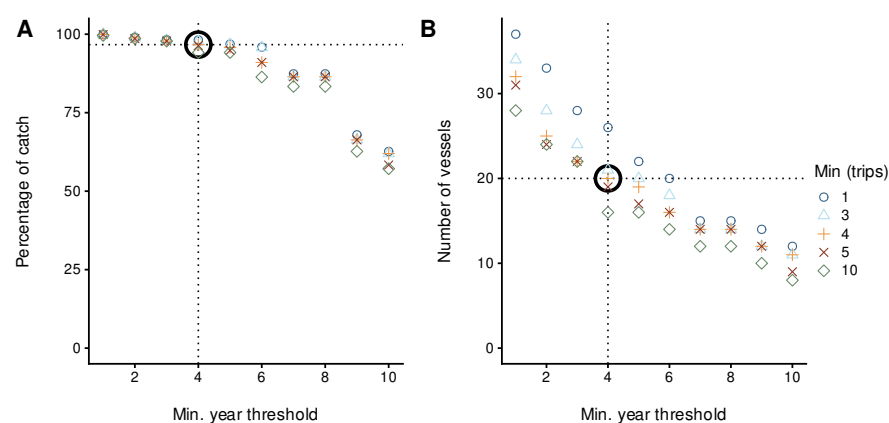 A
B
100
75
50
25
0
Percentage of catch
2 4 6 8 10
Min. year threshold
30
20
10
0
Number of vessels
2 4 6 8 10
Min. year threshold
Min (trips)
1
3
4
5
10